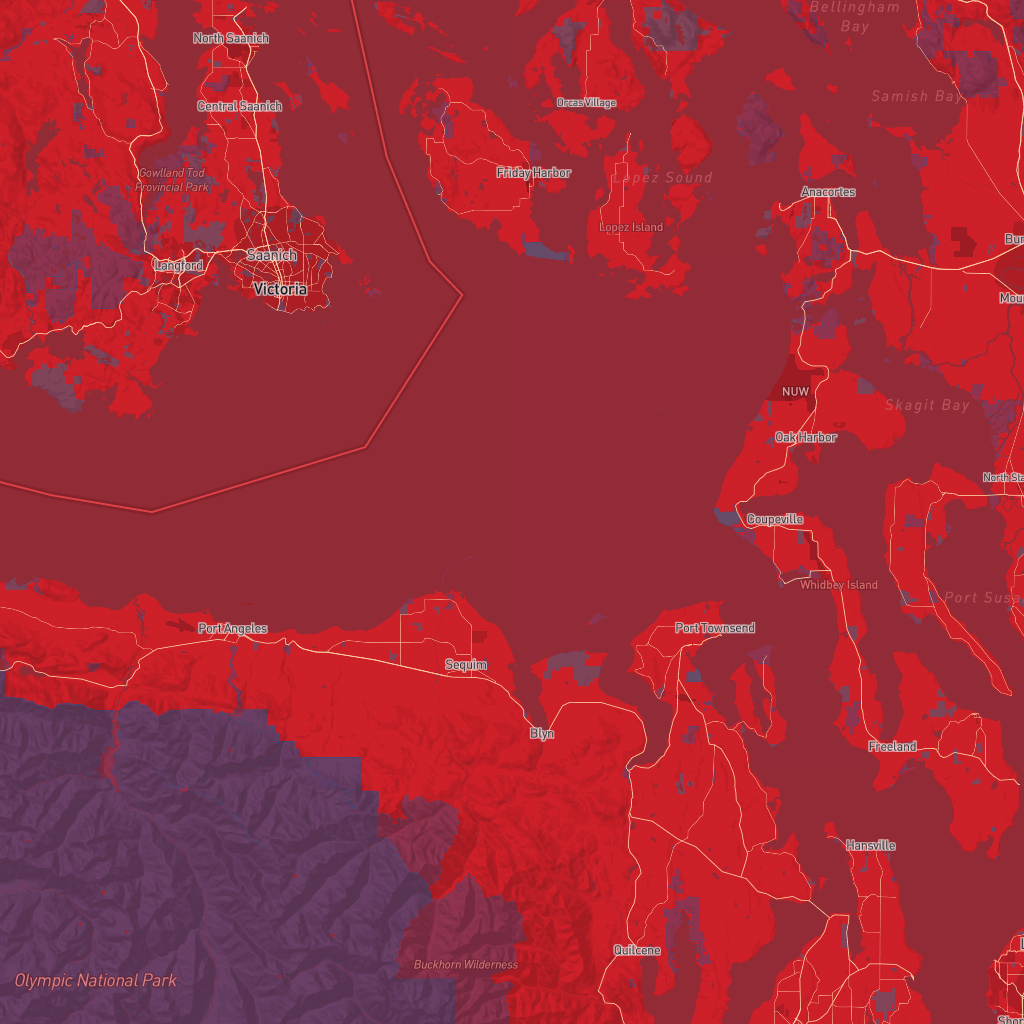 Bellingham
Bay
North Saanich
Samish Bay
Orcas Village
Central Saanich
Gowlland Tod
Provincial Park
Friday Harbor
Lopez Sound
Anacortes
Lopez Island
Bur
Saanich
Langford
Victoria
Mou
NUW
Skagit Bay
Oak Harbor
North Sta
Coupeville
Whidbey Island
Port Susa
Port Angeles
Port Townsend
Sequim
Blyn
Freeland
Hansville
Quilcene
Buckhorn Wilderness
Olympic National Park